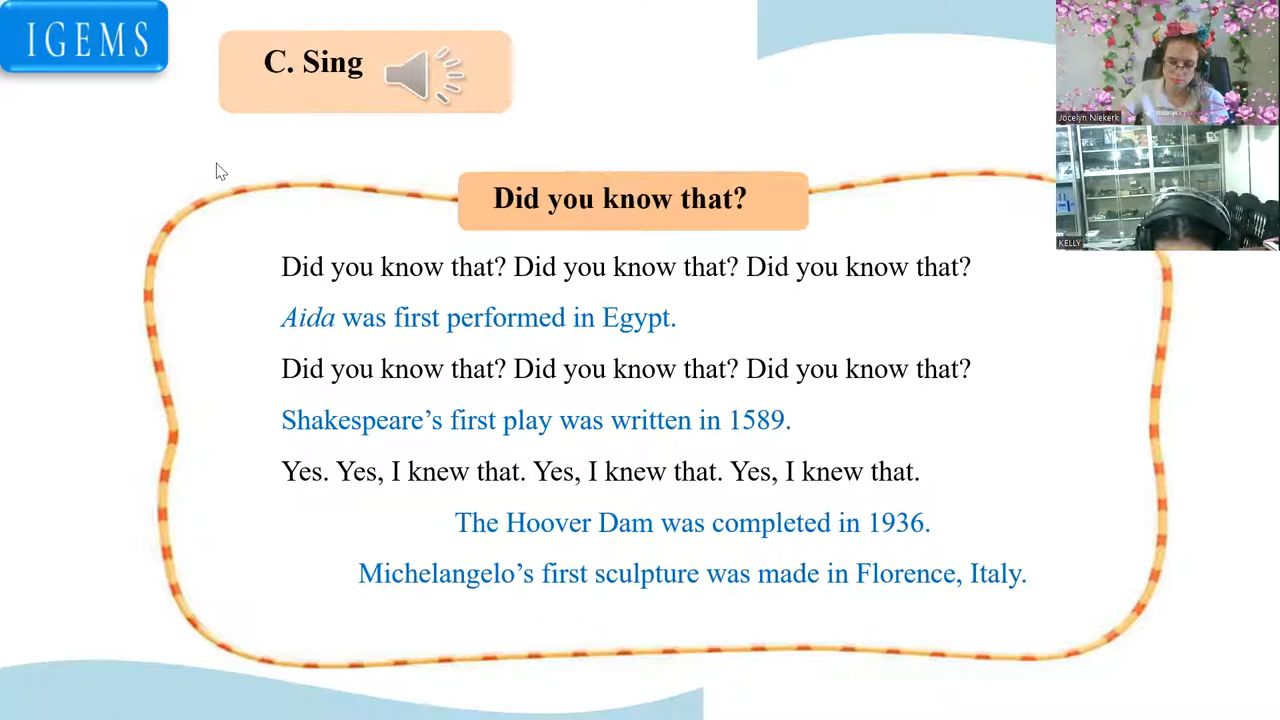 IGEMS
C. Sing
Did you know that?
Did you know that? Did you know that? Did you know that?
Aida was first performed in Egypt.
Did you know that? Did you know that? Did you know that?
Shakespeare’s first play was written in 1589.
Yes. Yes, I knew that. Yes, I knew that. Yes, I knew that.
The Hoover Dam was completed in 1936.
Michelangelo’s first sculpture was made in Florence, Italy.
Jocelyn Niekerk
KELLY